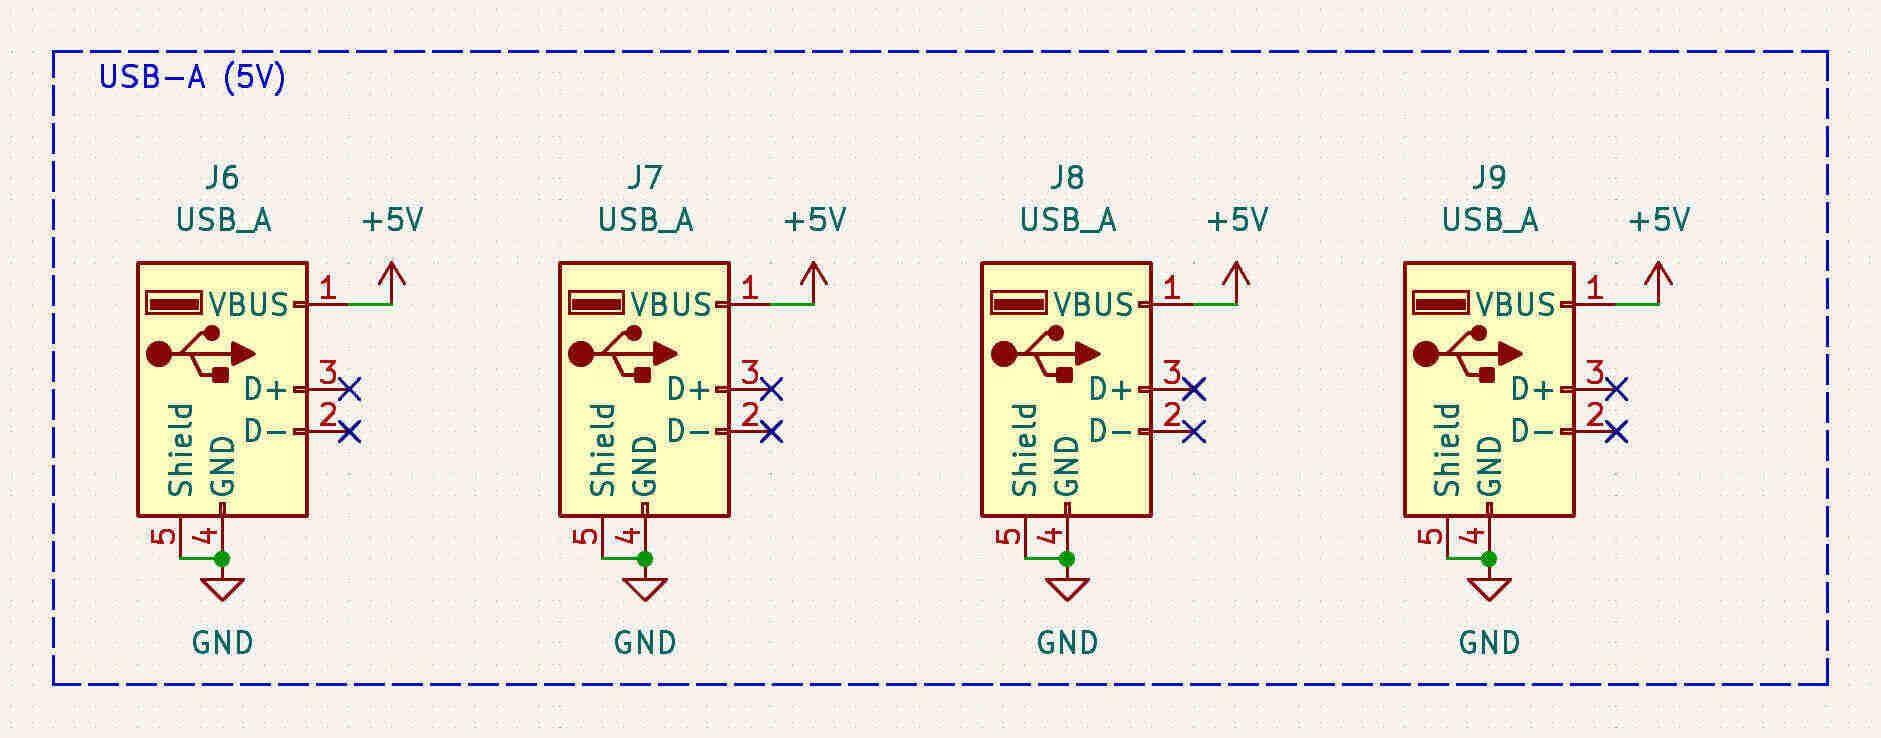 USB-A (5V)
J6
USB_A
+5V
VBUS
1
D+
3
D-
2
Shield
GND
5
4
GND
J7
USB_A
+5V
VBUS
1
D+
3
D-
2
Shield
GND
5
4
GND
J8
USB_A
+5V
VBUS
1
D+
3
D-
2
Shield
GND
5
4
GND
J9
USB_A
+5V
VBUS
1
D+
3
D-
2
Shield
GND
5
4
GND